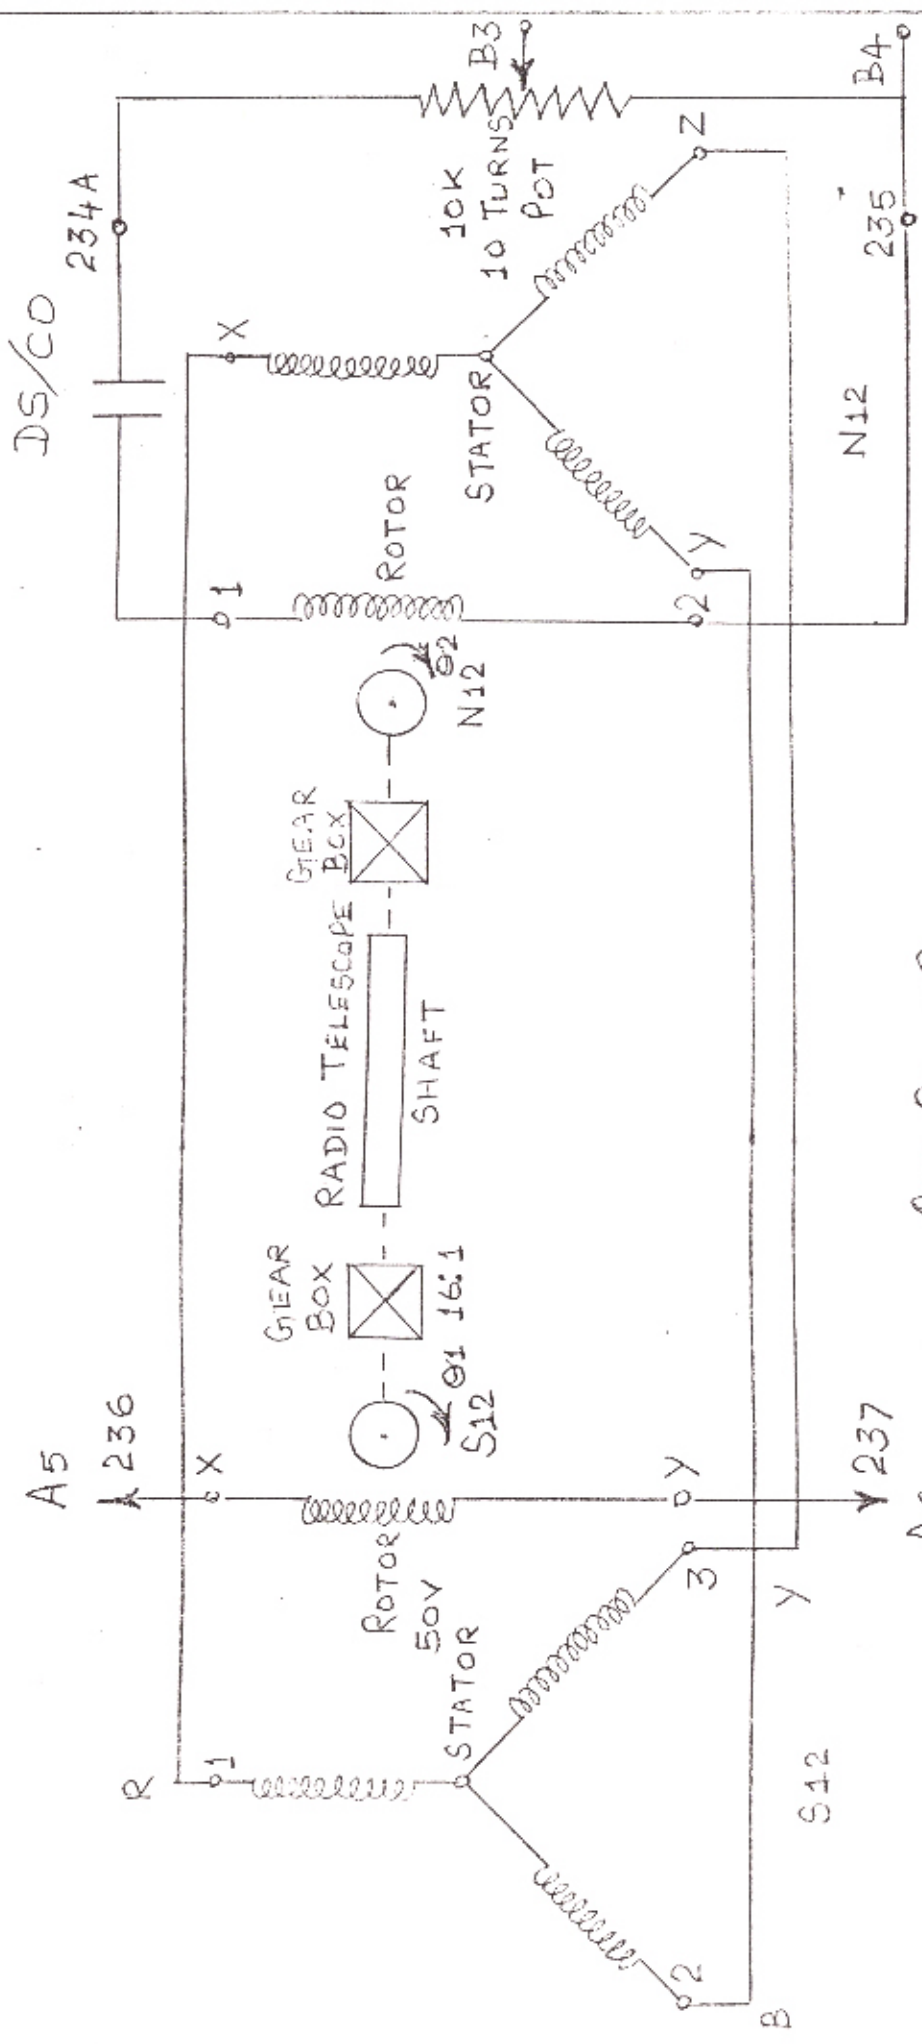 A5
236
DS/CO
234A
R
1
X
GEAR
BOX
RADIO TELESCOPE
GEAR
BOX
1
X
B3
ROTOR
50V
S12
θ1
16:1
SHAFT
N12
θ2
ROTOR
10K
10 TURNS
POT
STATOR
STATOR
2
3
Y
2
Y
Z
B
Y
S12
237
N12
235
B4